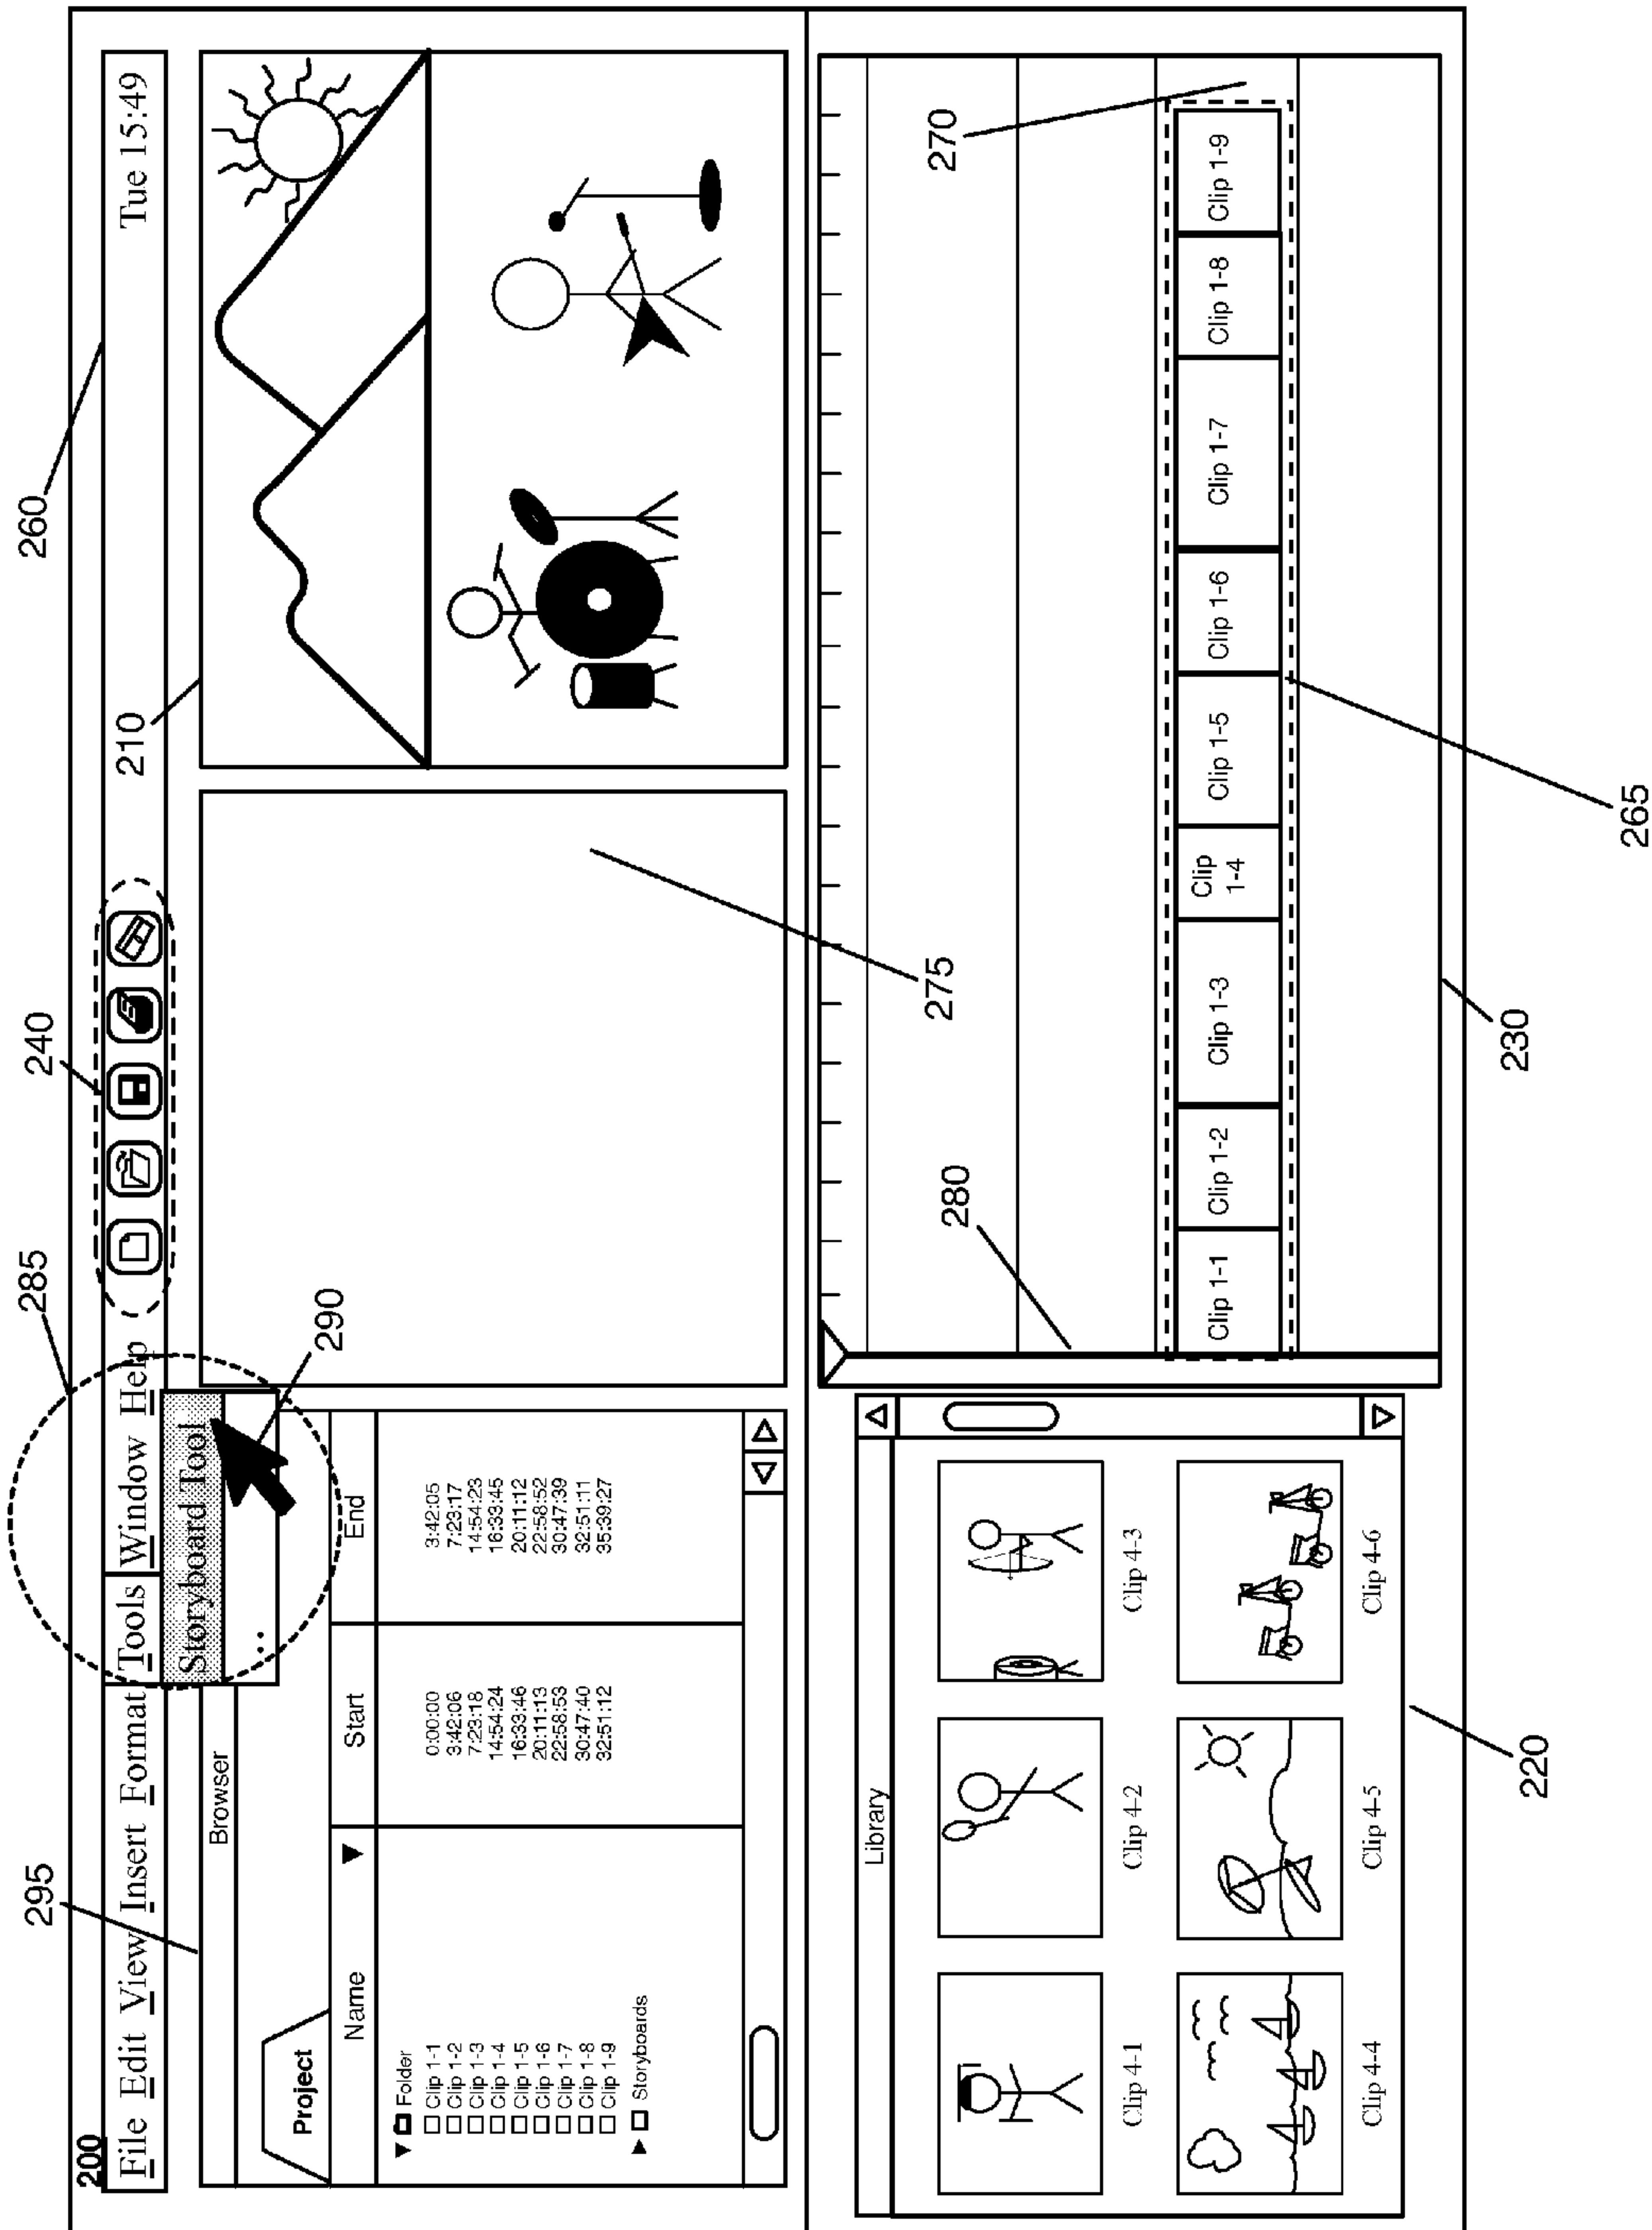 200
260
285
240
210
295
290
275
280
270
265
230
220
File Edit View Insert Format Tools Window Help
Tue 15:49
Storyboard Tool
...
Browser
Project
Name ▼ Start End
▼ Folder
Clip 1-1 0:00:00 3:42:05
Clip 1-2 3:42:06 7:23:17
Clip 1-3 7:23:18 14:54:23
Clip 1-4 14:54:24 16:33:45
Clip 1-5 16:33:46 20:11:12
Clip 1-6 20:11:13 22:58:52
Clip 1-7 22:58:53 30:47:39
Clip 1-8 30:47:40 32:51:11
Clip 1-9 32:51:12 35:39:27
▶ Storyboards
Library
Clip 4-1 Clip 4-2 Clip 4-3
Clip 4-4 Clip 4-5 Clip 4-6
Clip 1-1 Clip 1-2 Clip 1-3 Clip 1-4 Clip 1-5 Clip 1-6 Clip 1-7 Clip 1-8 Clip 1-9